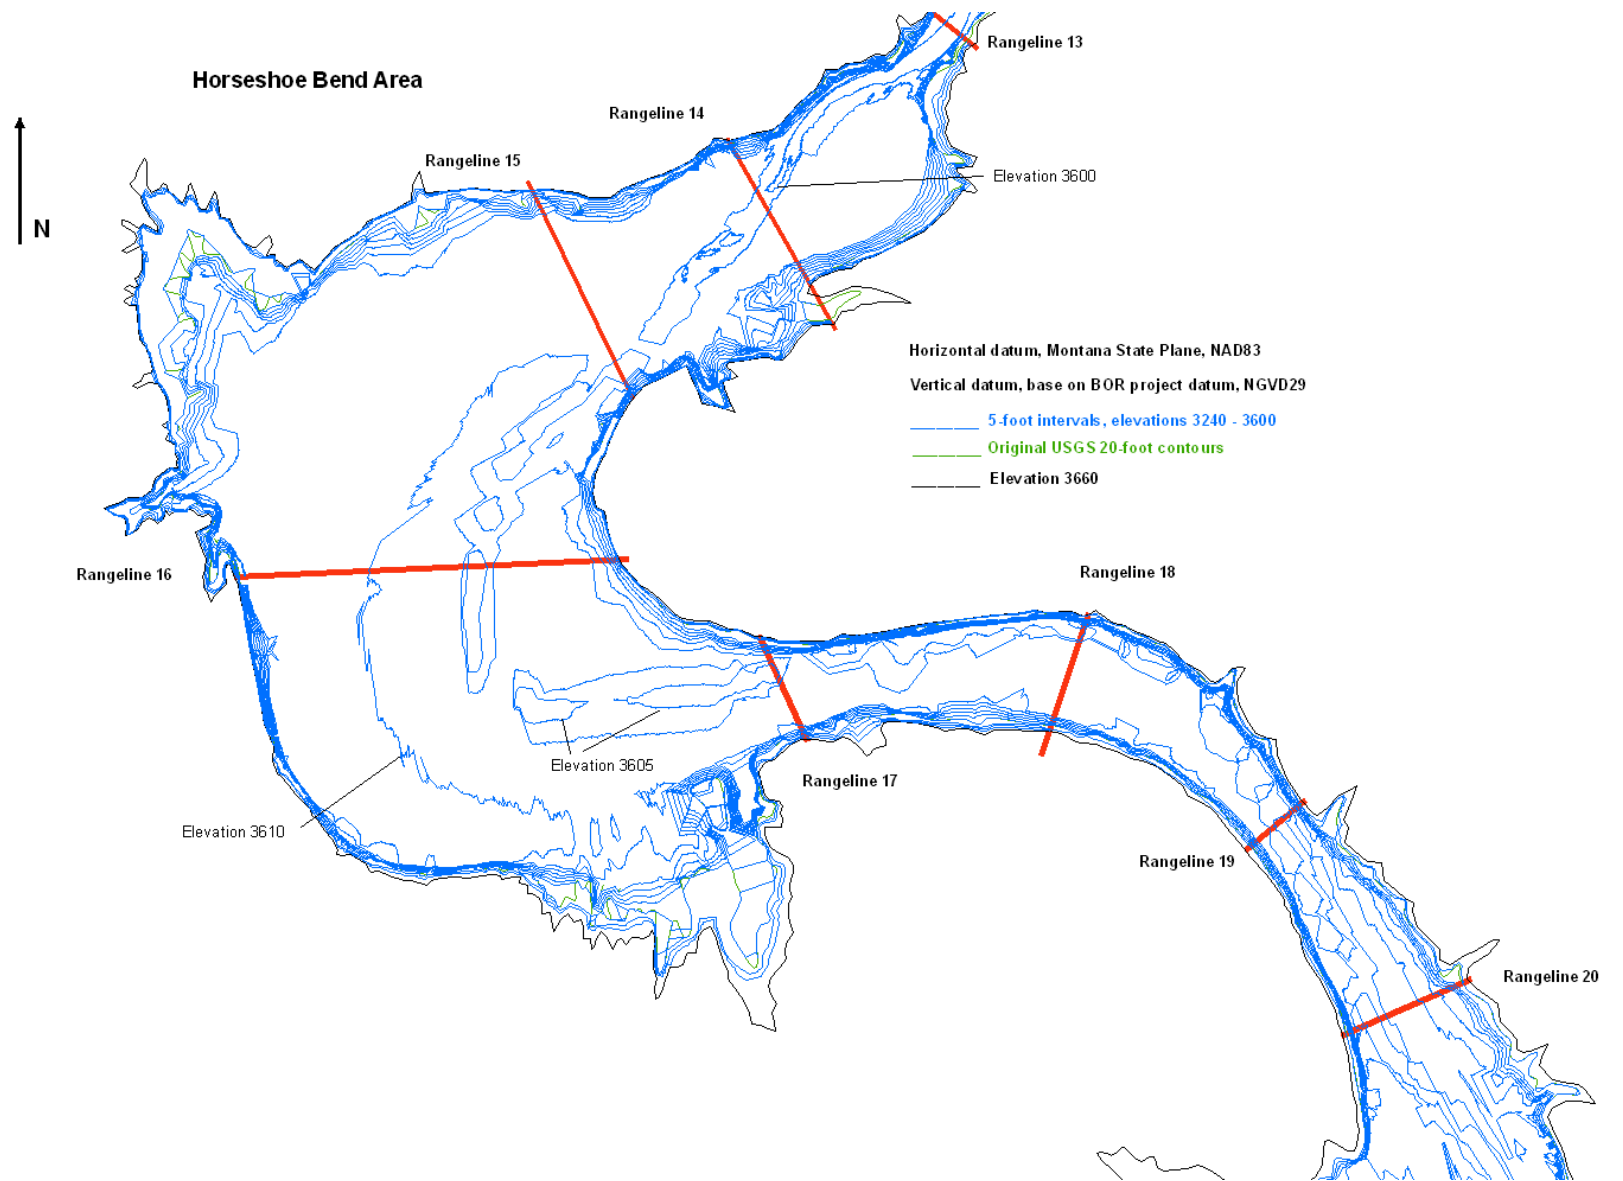 Rangeline 13
Horseshoe Bend Area
Rangeline 14
Rangeline 15
Elevation 3600
N
Horizontal datum, Montana State Plane, NAD83
Vertical datum, base on BOR project datum, NGVD29
5-foot intervals, elevations 3240 - 3600
Original USGS 20-foot contours
Elevation 3660
Rangeline 16
Rangeline 18
Elevation 3605
Rangeline 17
Elevation 3610
Rangeline 19
Rangeline 20